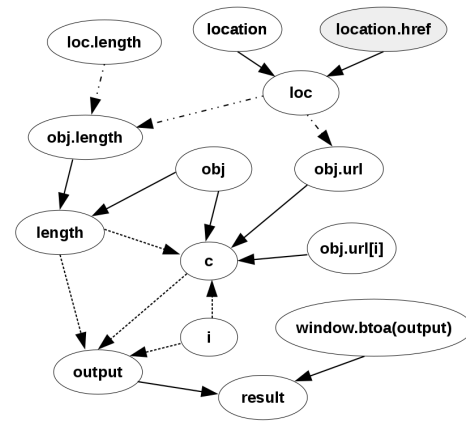 location
location.href
loc.length
loc
obj.length
obj
obj.url
length
c
obj.url[i]
i
window.btoa(output)
output
result